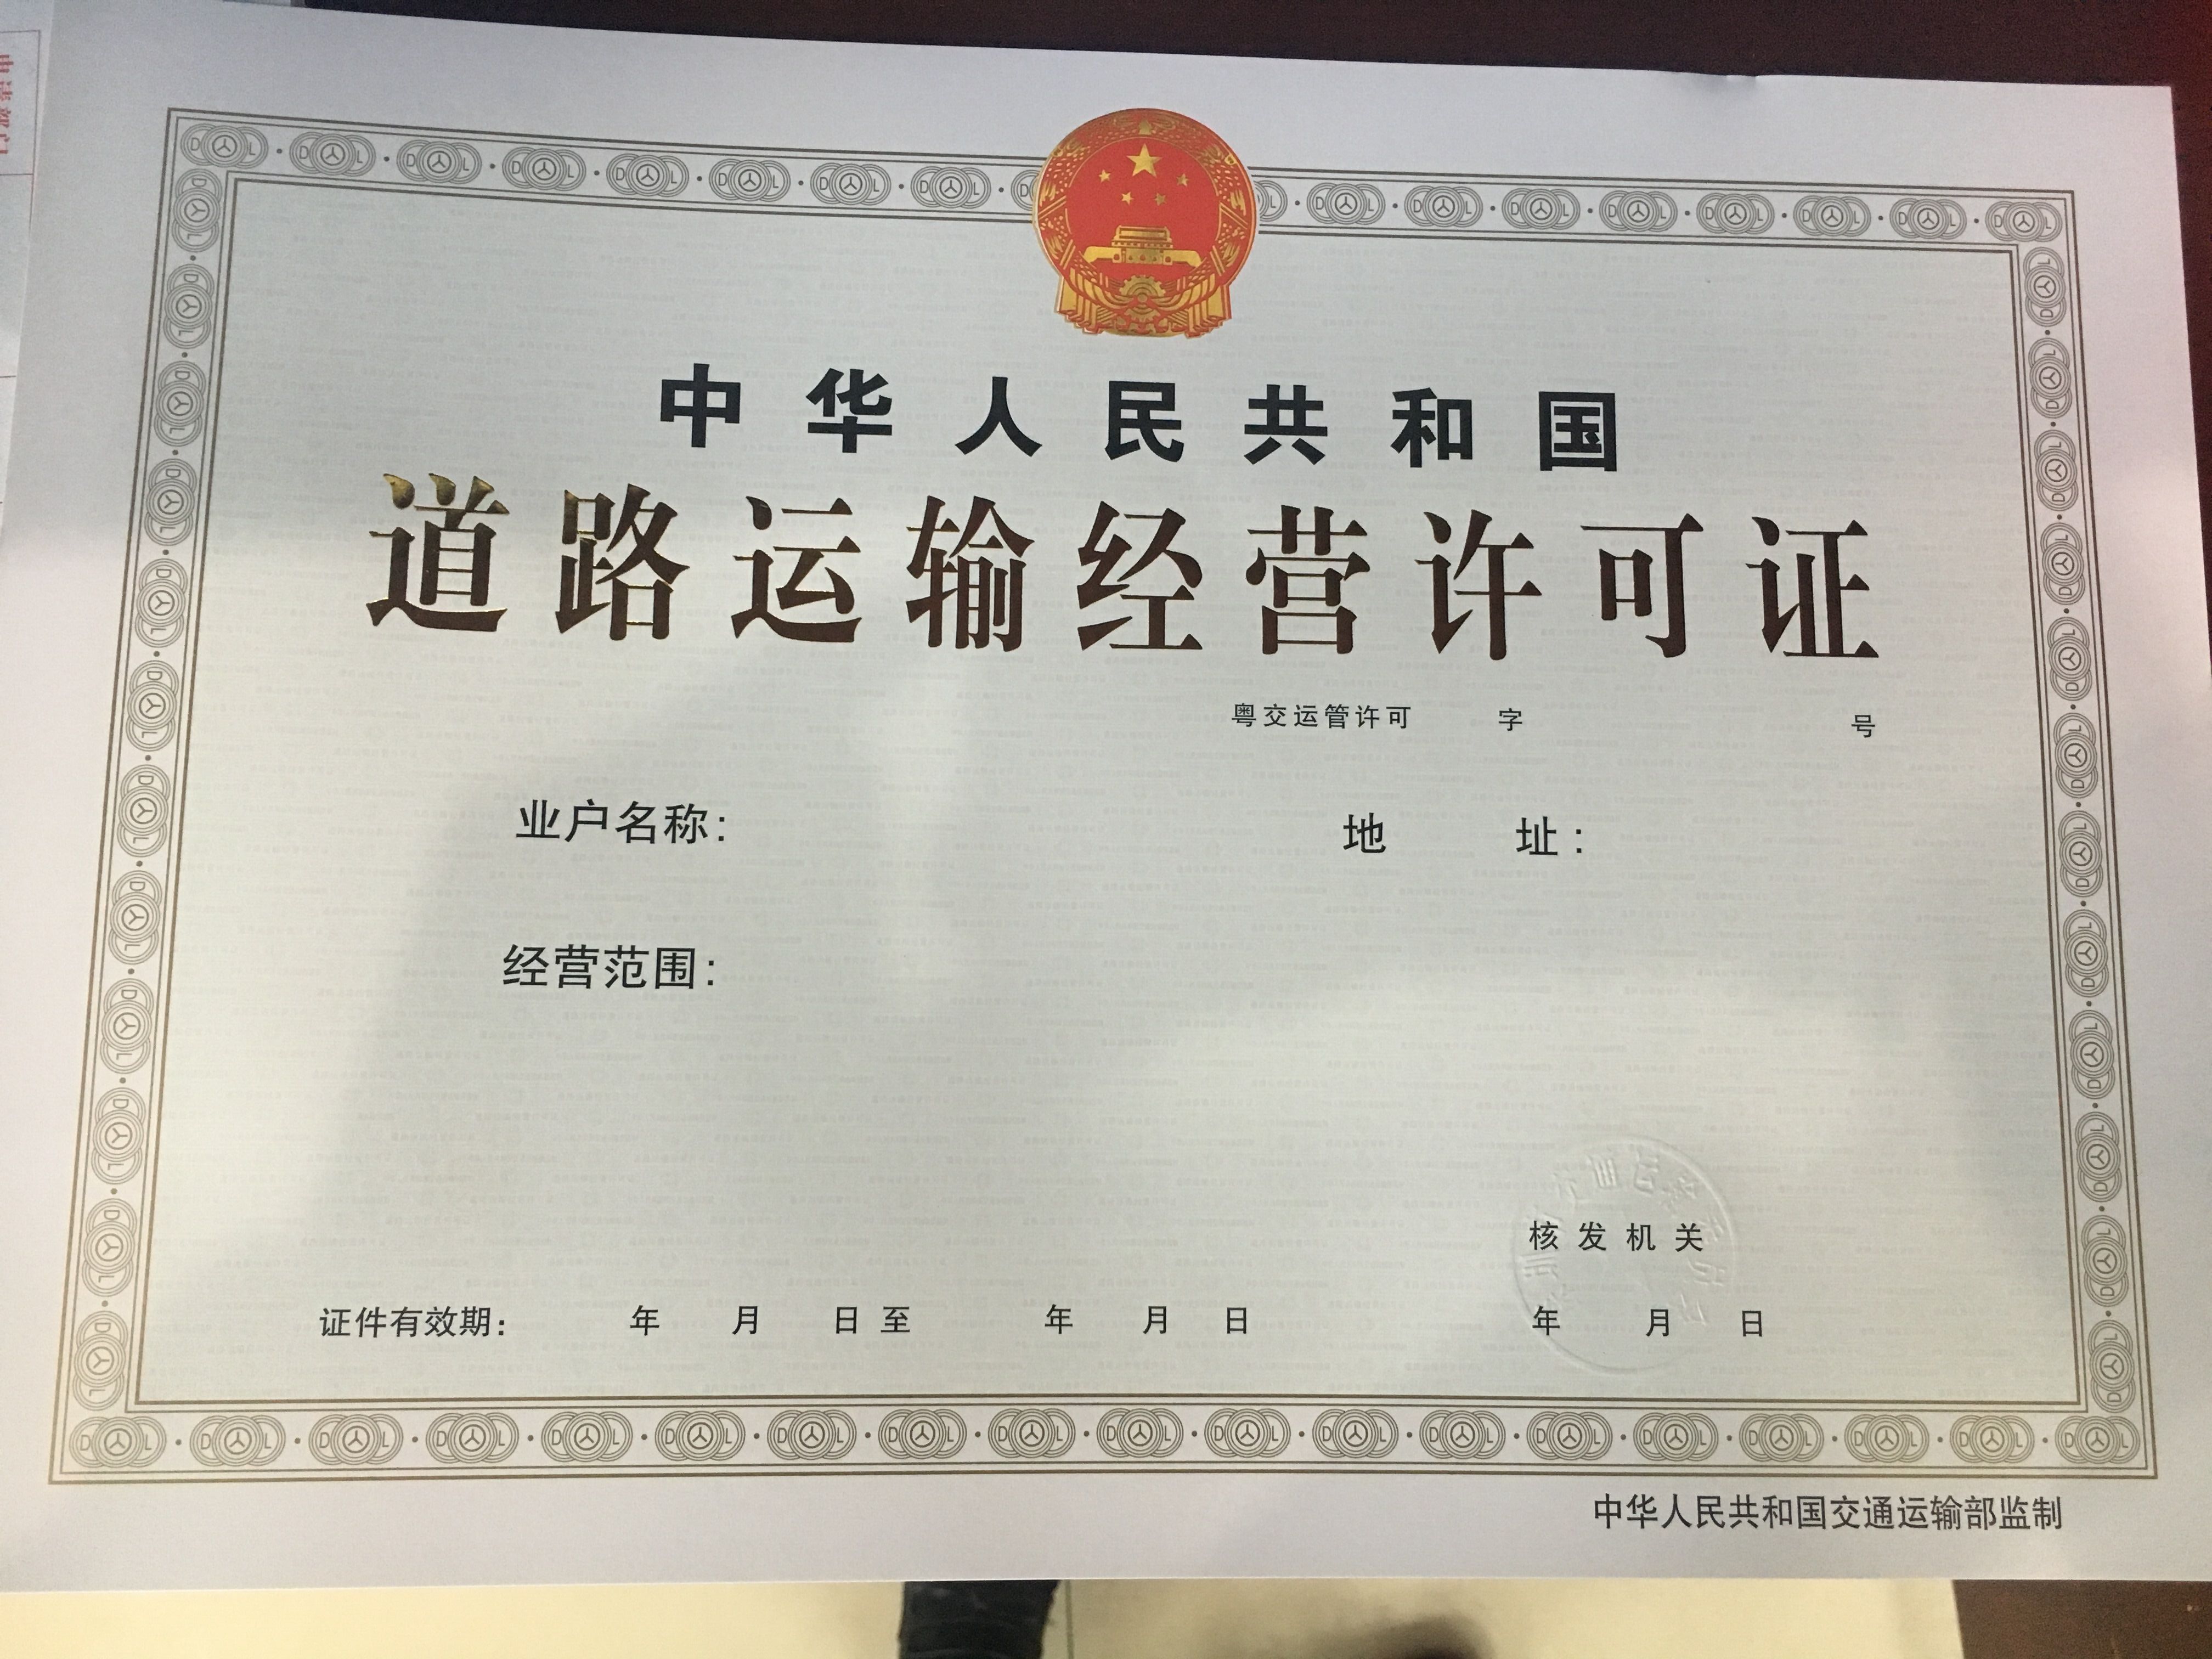 中华人民共和国
道路运输经营许可证
粤交运管许可 字 号
业户名称: 地 址:
经营范围:
核发机关
证件有效期: 年 月 日 至 年 月 日 年 月 日
中华人民共和国交通运输部监制